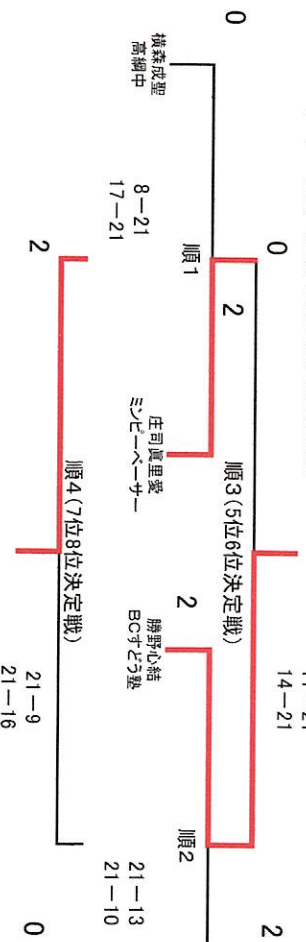 0
横森成聖
高綱中
8-21
17-21
順1
0
2
2
庄司眞里愛
ミンピーベーサー
順3(5位6位決定戦)
順4(7位8位決定戦)
2
勝野心結
BCすどう塾
14-21
21-9
21-16
順2
21-13
21-10
2
0